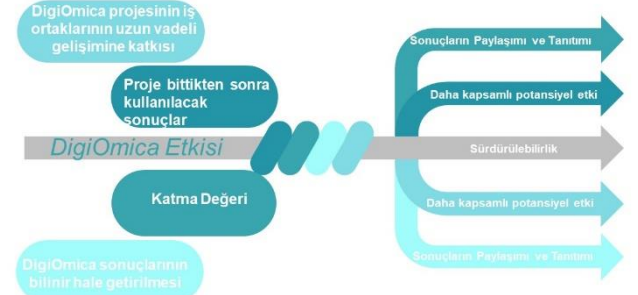 DigiOmica projesinin iş
ortaklarının uzun vadeli
gelişimine katkısı
Proje bittikten sonra
kullanılacak
sonuçlar
DigiOmica Etkisi
Katma Değeri
DigiOmica sonuçlarının
bilinir hale getirilmesi
Sonuçların Paylaşımı ve Tanıtımı
Daha kapsamlı potansiyel etki
Sürdürülebilirlik
Daha kapsamlı potansiyel etki
Sonuçların Paylaşımı ve Tanıtımı